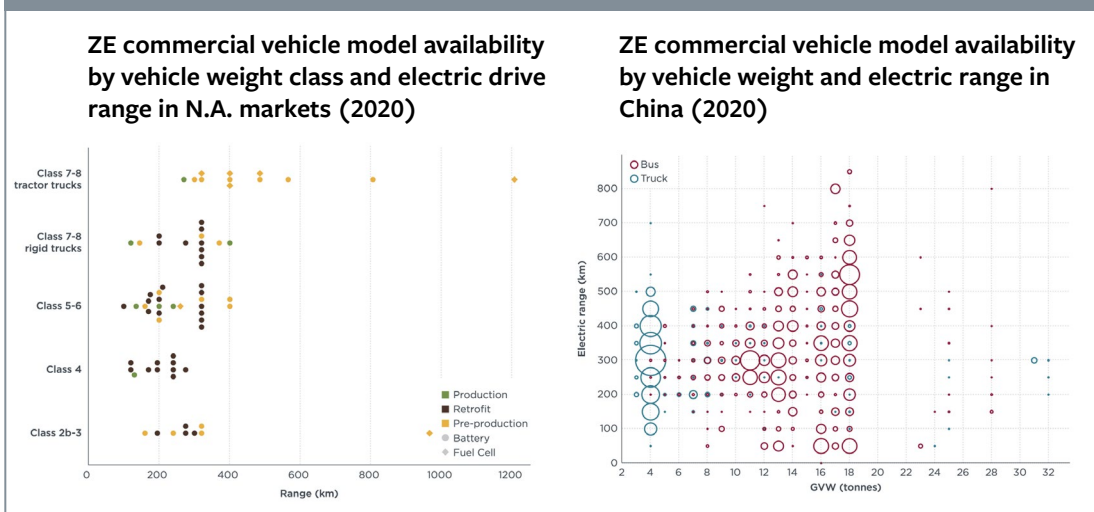 ZE commercial vehicle model availability
by vehicle weight class and electric drive
range in N.A. markets (2020)
Class 7-8
tractor trucks
Class 7-8
rigid trucks
Class 5-6
Class 4
Class 2b-3
Production
Retrofit
Pre-production
Battery
Fuel Cell
0 200 400 600 800 1000 1200
Range (km)
ZE commercial vehicle model availability
by vehicle weight and electric range in
China (2020)
Bus
Truck
Electric range (km)
800
700
600
500
400
300
200
100
0
2 4 6 8 10 12 14 16 18 20 22 24 26 28 30 32
GVW (tonnes)